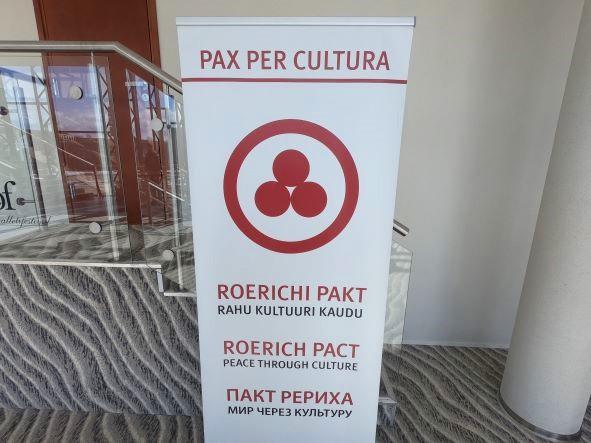 PAX PER CULTURA
ROERICHI PAKT
RAHU KULTUURI KAUDU
ROERICH PACT
PEACE THROUGH CULTURE
ПАКТ РЕРИХА
МИР ЧЕРЕЗ КУЛЬТУРУ